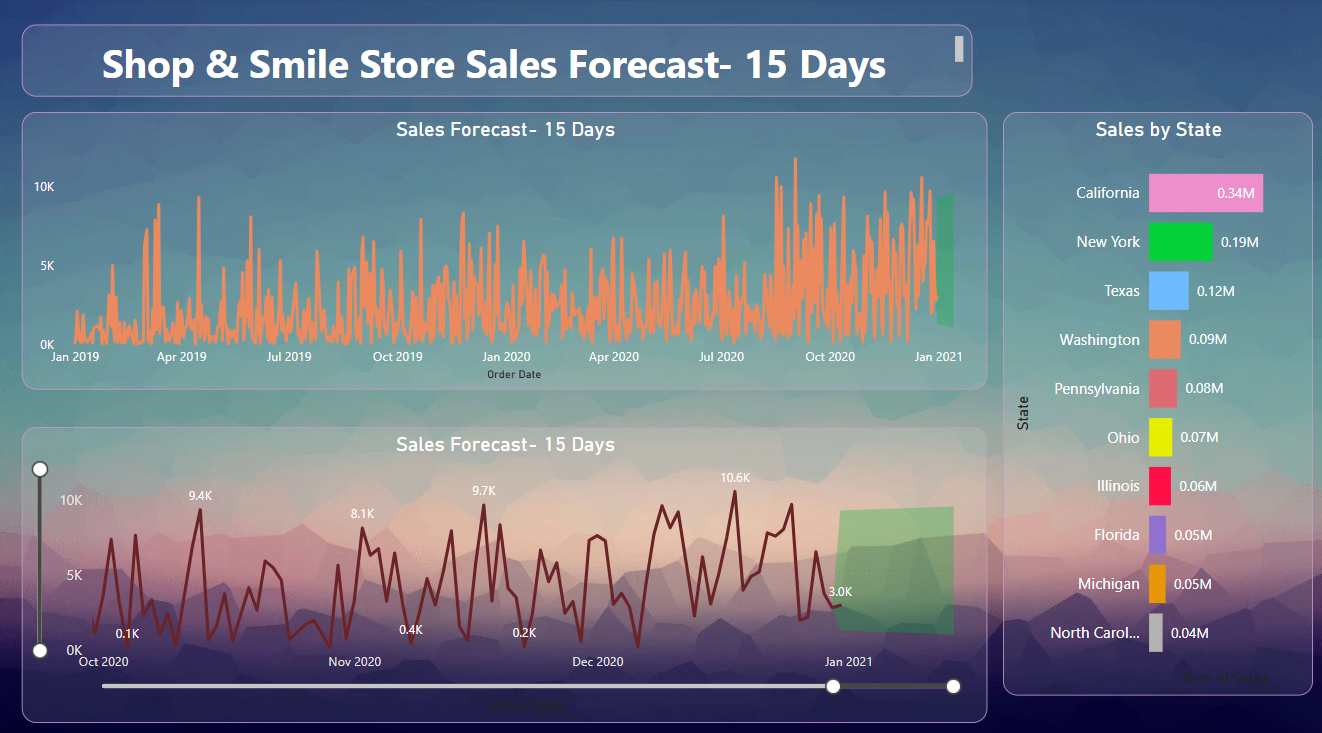 Shop & Smile Store Sales Forecast- 15 Days
Sales Forecast- 15 Days
10K
5K
0K
Jan 2019 Apr 2019 Jul 2019 Oct 2019 Jan 2020 Apr 2020 Jul 2020 Oct 2020 Jan 2021
Order Date
Sales Forecast- 15 Days
10K
5K
0K
9.4K
8.1K
9.7K
10.6K
0.1K
0.4K
0.2K
3.0K
Oct 2020 Nov 2020 Dec 2020 Jan 2021
Order Date
Sales by State
State
California 0.34M
New York 0.19M
Texas 0.12M
Washington 0.09M
Pennsylvania 0.08M
Ohio 0.07M
Illinois 0.06M
Florida 0.05M
Michigan 0.05M
North Carol... 0.04M
Sum of Sales